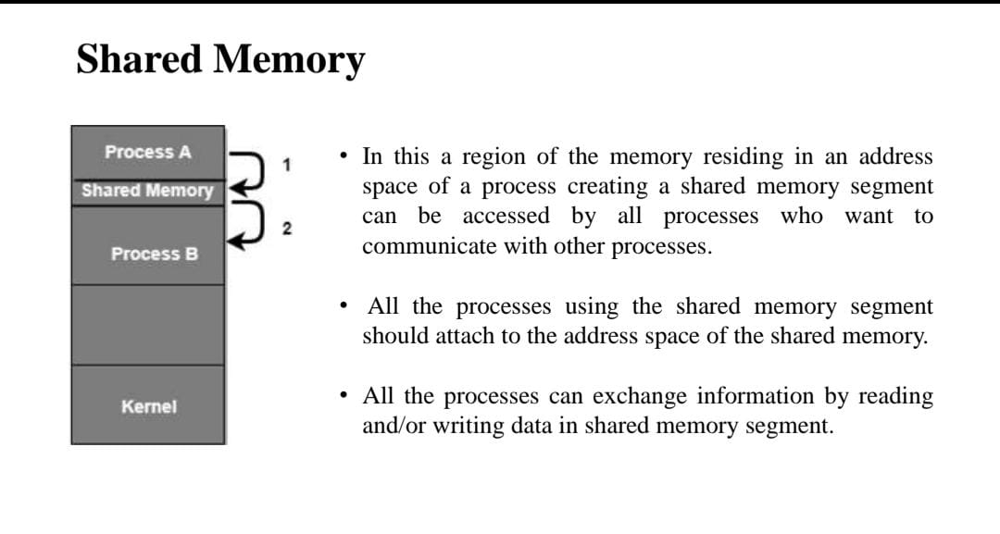 Shared Memory
Process A
1
Shared Memory
2
Process B
Kernel
• In this a region of the memory residing in an address
space of a process creating a shared memory segment
can be accessed by all processes who want to
communicate with other processes.
• All the processes using the shared memory segment
should attach to the address space of the shared memory.
• All the processes can exchange information by reading
and/or writing data in shared memory segment.